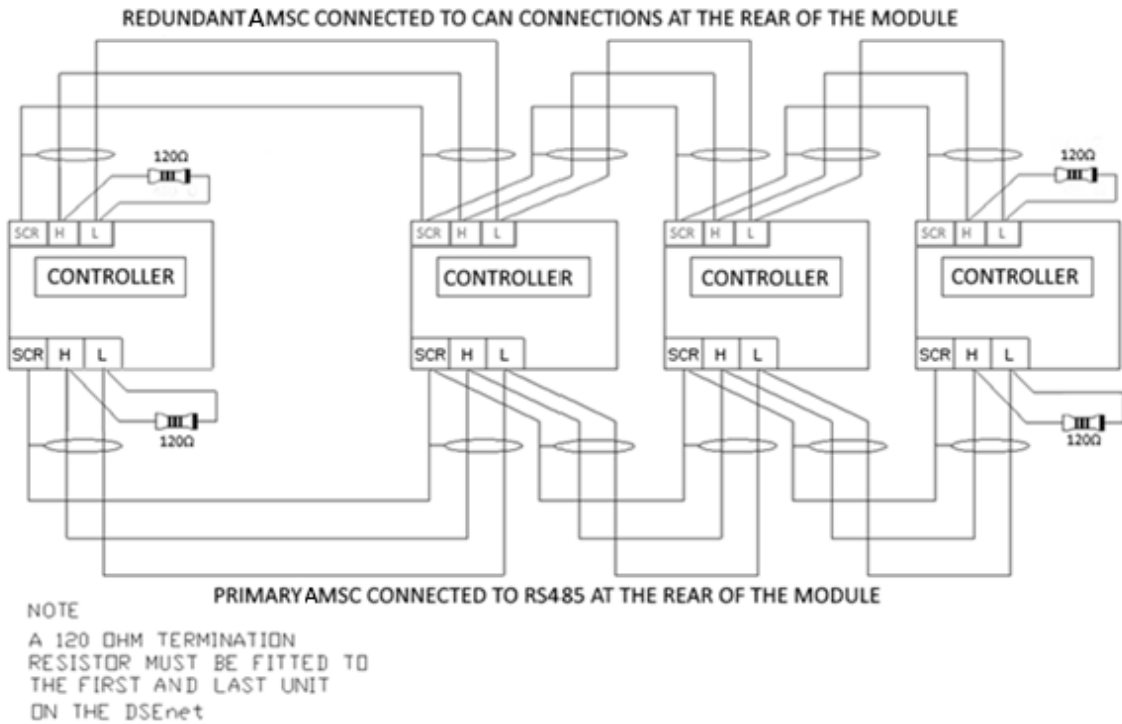 REDUNDANT AMSC CONNECTED TO CAN CONNECTIONS AT THE REAR OF THE MODULE
120Ω
120Ω
SCR H L
SCR H L
SCR H L
SCR H L
CONTROLLER
CONTROLLER
CONTROLLER
CONTROLLER
SCR H L
SCR H L
SCR H L
SCR H L
120Ω
120Ω
PRIMARY AMSC CONNECTED TO RS485 AT THE REAR OF THE MODULE
NOTE
A 120 OHM TERMINATION
RESISTOR MUST BE FITTED TO
THE FIRST AND LAST UNIT
ON THE DSEnet